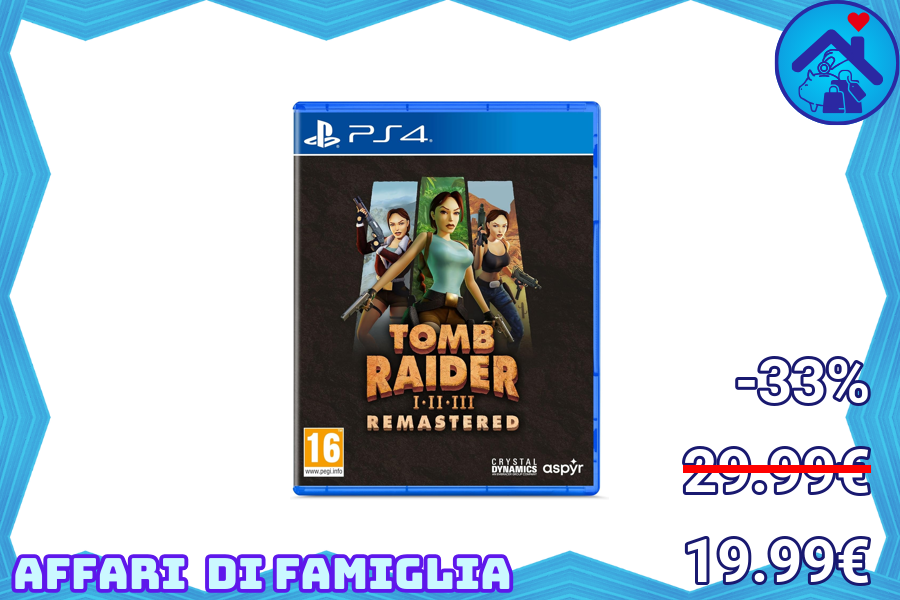 PS4
TOMB
RAIDER
I·II·III
REMASTERED
16
www.pegi.info
CRYSTAL
DYNAMICS
aspyr
-33%
29.99€
19.99€
AFFARI DI FAMIGLIA